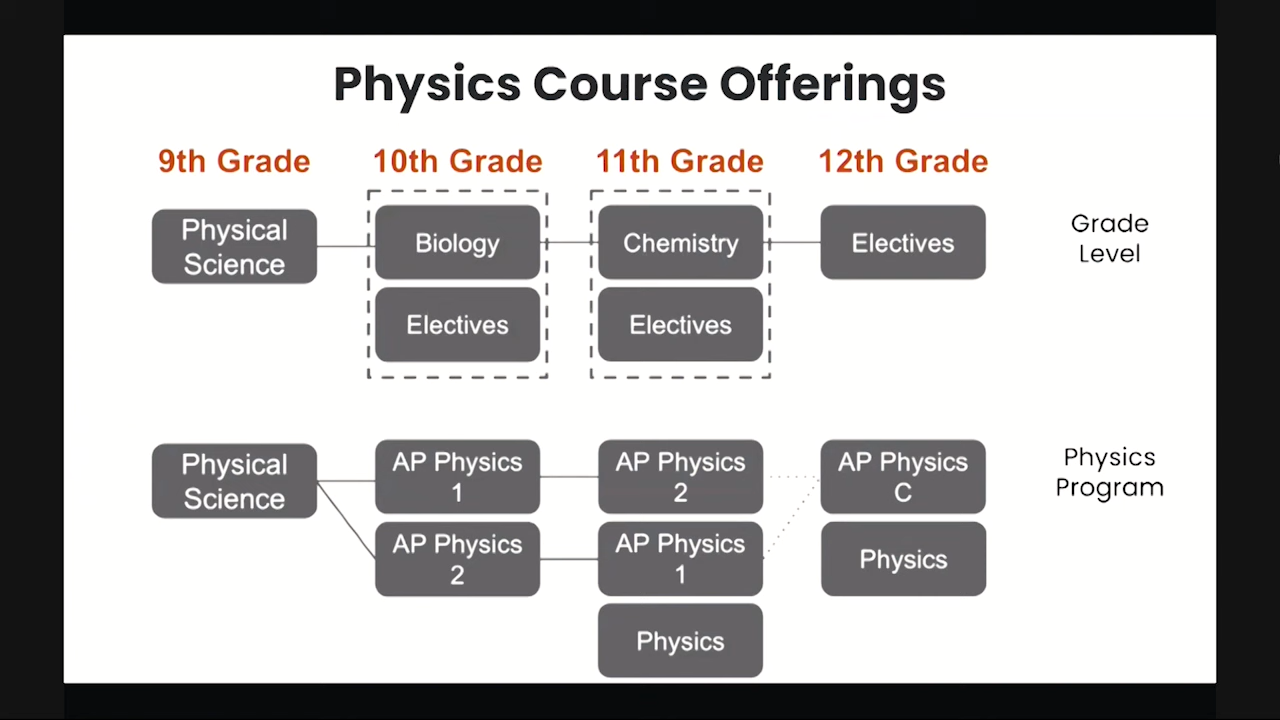 Physics Course Offerings
9th Grade
10th Grade
11th Grade
12th Grade
Physical
Science
Biology
Chemistry
Electives
Grade
Level
Electives
Electives
Physical
Science
AP Physics
1
AP Physics
2
AP Physics
C
Physics
Program
AP Physics
2
AP Physics
1
Physics
Physics